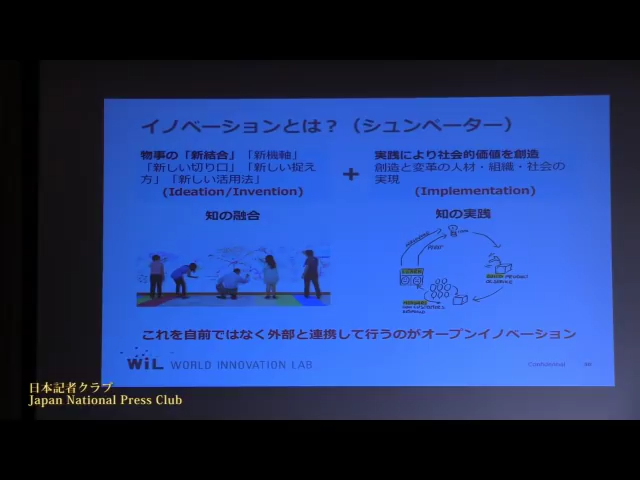 イノベーションとは?(シュンペーター)
物事の「新結合」「新機軸」
「新しい切り口」「新しい捉え
方」「新しい活用法」
(Ideation/Invention)
知の融合
+
実践により社会的価値を創造
創造と変革の人材・組織・社会の
実現
(Implementation)
知の実践
これを自前ではなく外部と連携して行うのがオープンイノベーション
WiL WORLD INNOVATION LAB
Confidential
日本記者クラブ
Japan National Press Club